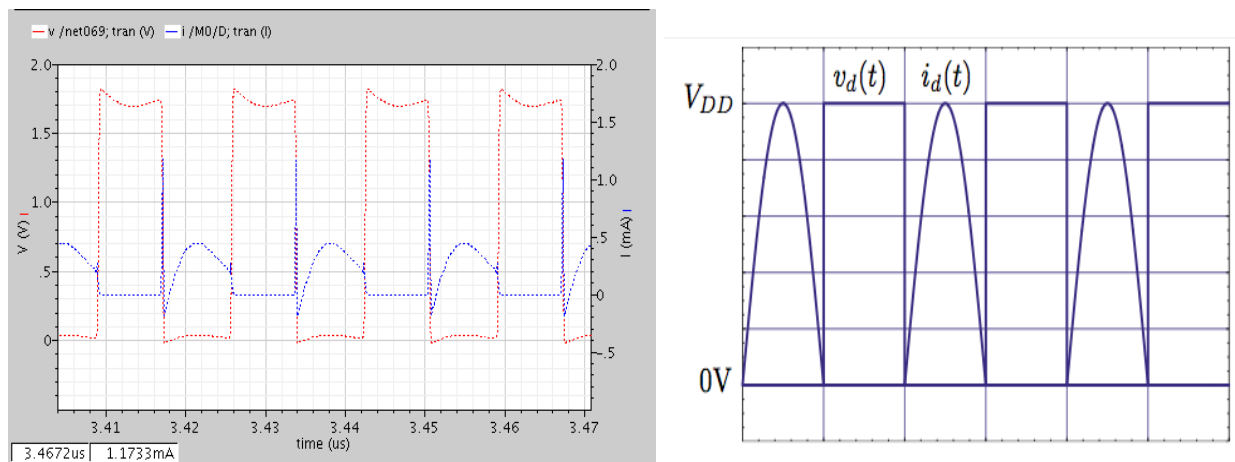 v /net069; tran (V) i /M0/D; tran (I)
2.0
1.5
1.0
.5
0
V (V)
2.0
1.5
1.0
.5
0
-.5
I (mA)
3.41 3.42 3.43 3.44 3.45 3.46 3.47
time (us)
3.4672us 1.1733mA
V_DD
v_d(t) i_d(t)
0V